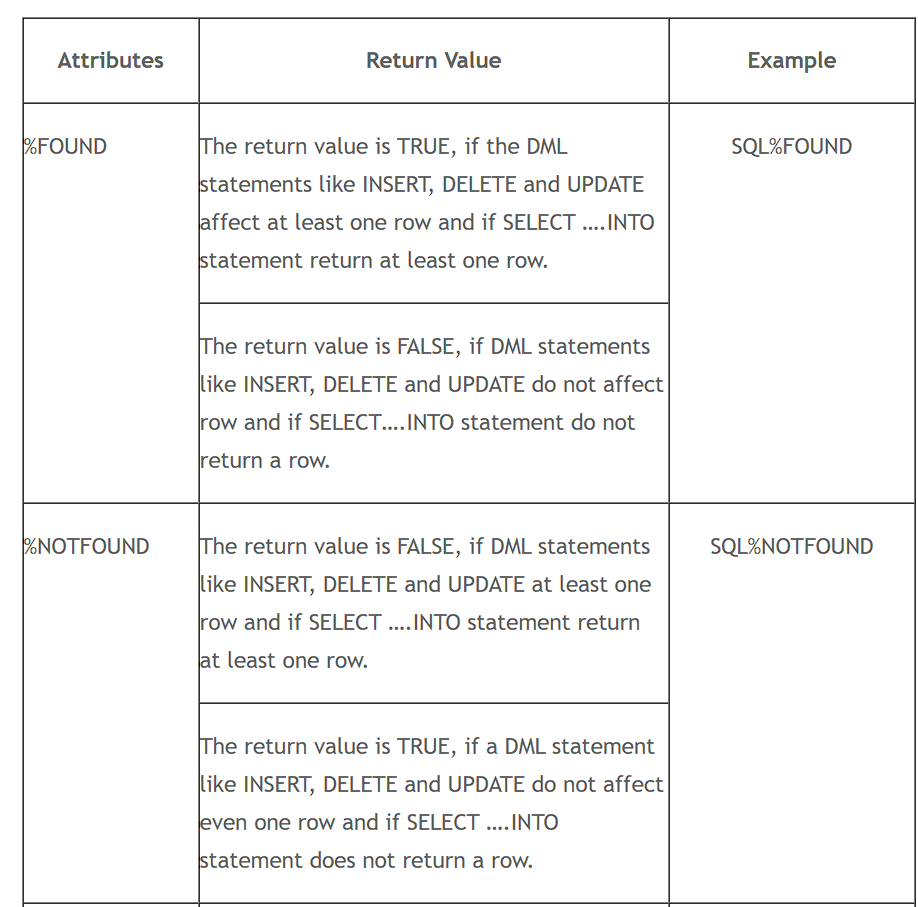 Attributes
Return Value
Example
%FOUND
The return value is TRUE, if the DML
statements like INSERT, DELETE and UPDATE
affect at least one row and if SELECT ....INTO
statement return at least one row.
SQL%FOUND
The return value is FALSE, if DML statements
like INSERT, DELETE and UPDATE do not affect
row and if SELECT....INTO statement do not
return a row.
%NOTFOUND
The return value is FALSE, if DML statements
like INSERT, DELETE and UPDATE at least one
row and if SELECT ....INTO statement return
at least one row.
SQL%NOTFOUND
The return value is TRUE, if a DML statement
like INSERT, DELETE and UPDATE do not affect
even one row and if SELECT ....INTO
statement does not return a row.